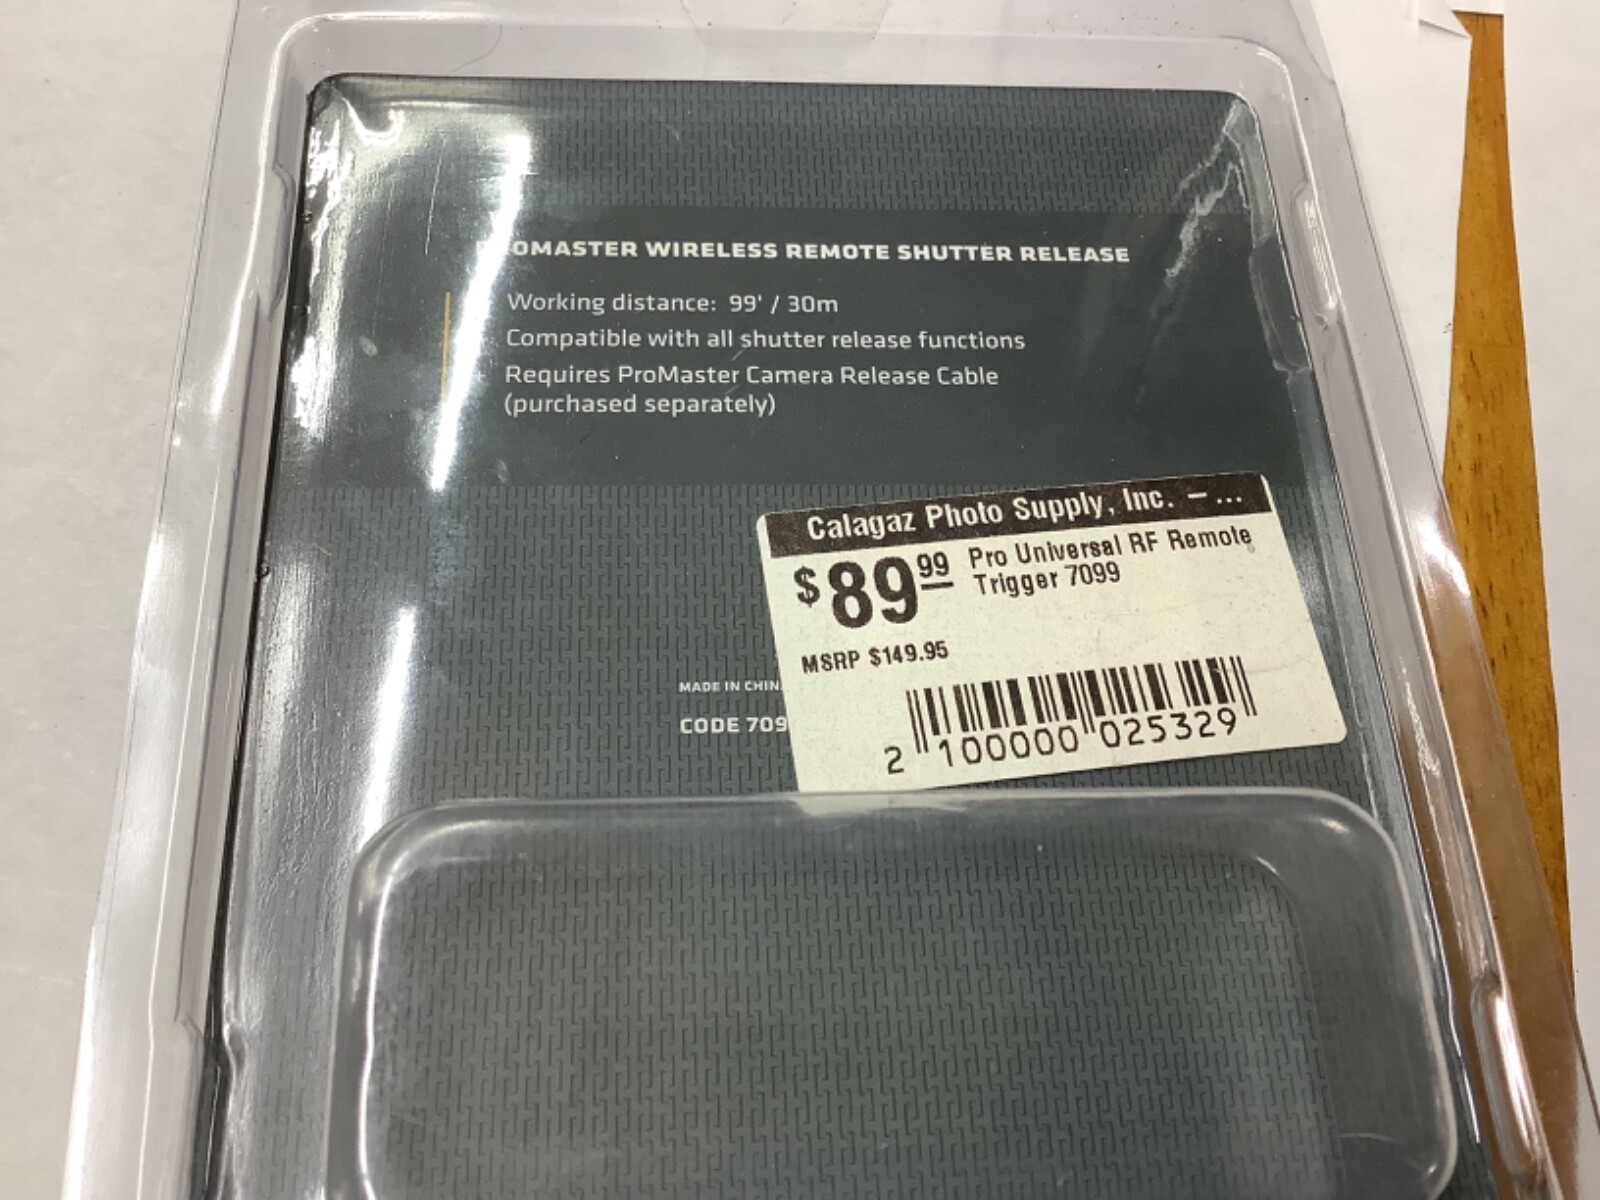 PROMASTER WIRELESS REMOTE SHUTTER RELEASE
Working distance: 99' / 30m
Compatible with all shutter release functions
Requires ProMaster Camera Release Cable
(purchased separately)
Calagaz Photo Supply, Inc. – ...
$89.99 Pro Universal RF Remote
Trigger 7099
MSRP $149.95
MADE IN CHIN
CODE 709
2 100000 025329